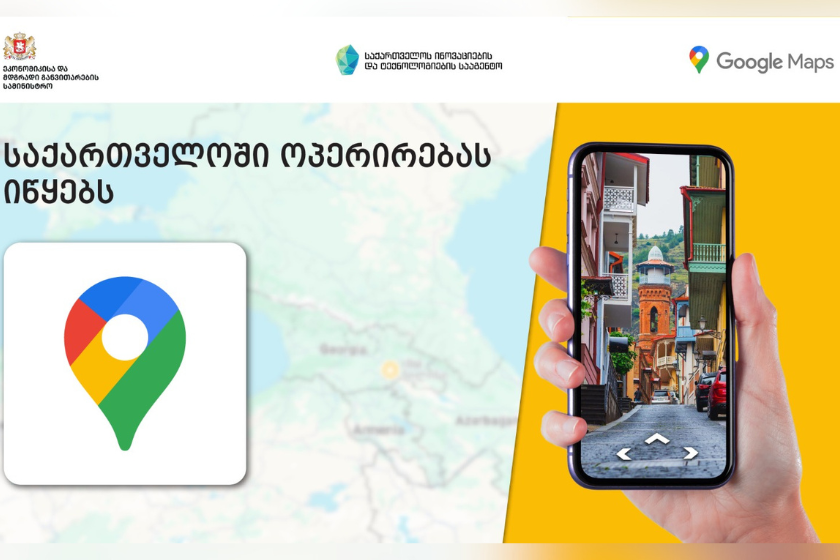 ეკონომიკისა და
მდგრადი განვითარების
სამინისტრო
საქართველოს ინოვაციების
და ტექნოლოგიების სააგენტო
Google Maps
საქართველოში ოპერირებას
იწყებს
Georgia
Armenia
Azerbaijan